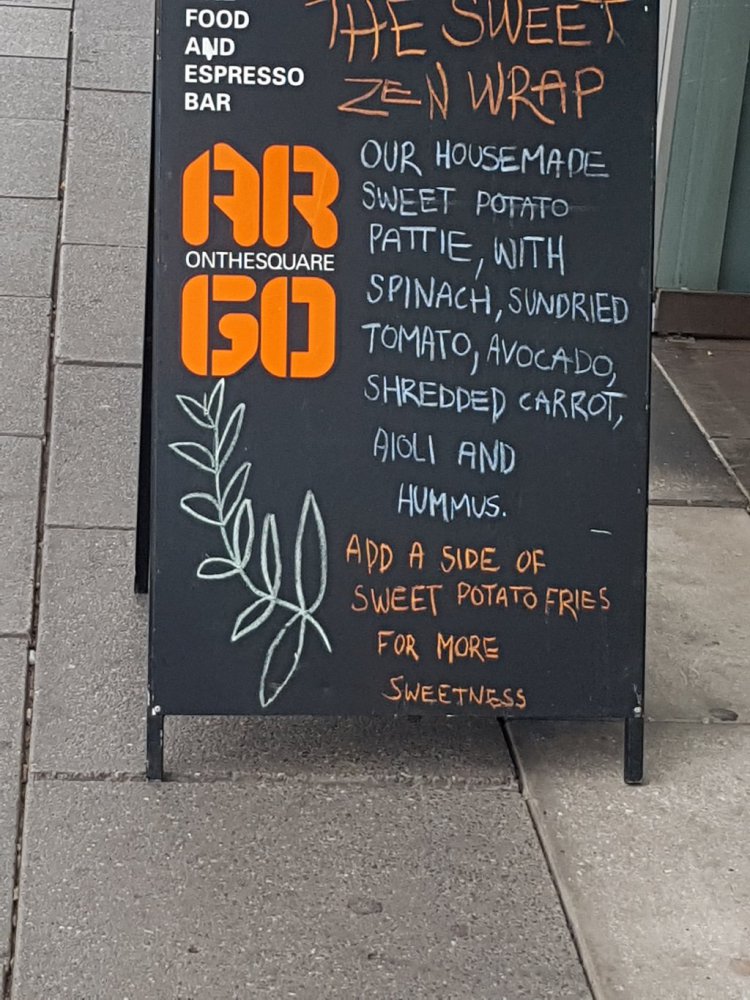 FOOD
AND
ESPRESSO
BAR
AR
ONTHESQUARE
GO
THE SWEET
ZEN WRAP
OUR HOUSEMADE
SWEET POTATO
PATTIE, WITH
SPINACH, SUNDRIED
TOMATO, AVOCADO,
SHREDDED CARROT,
AIOLI AND
HUMMUS.
ADD A SIDE OF
SWEET POTATO FRIES
FOR MORE
SWEETNESS